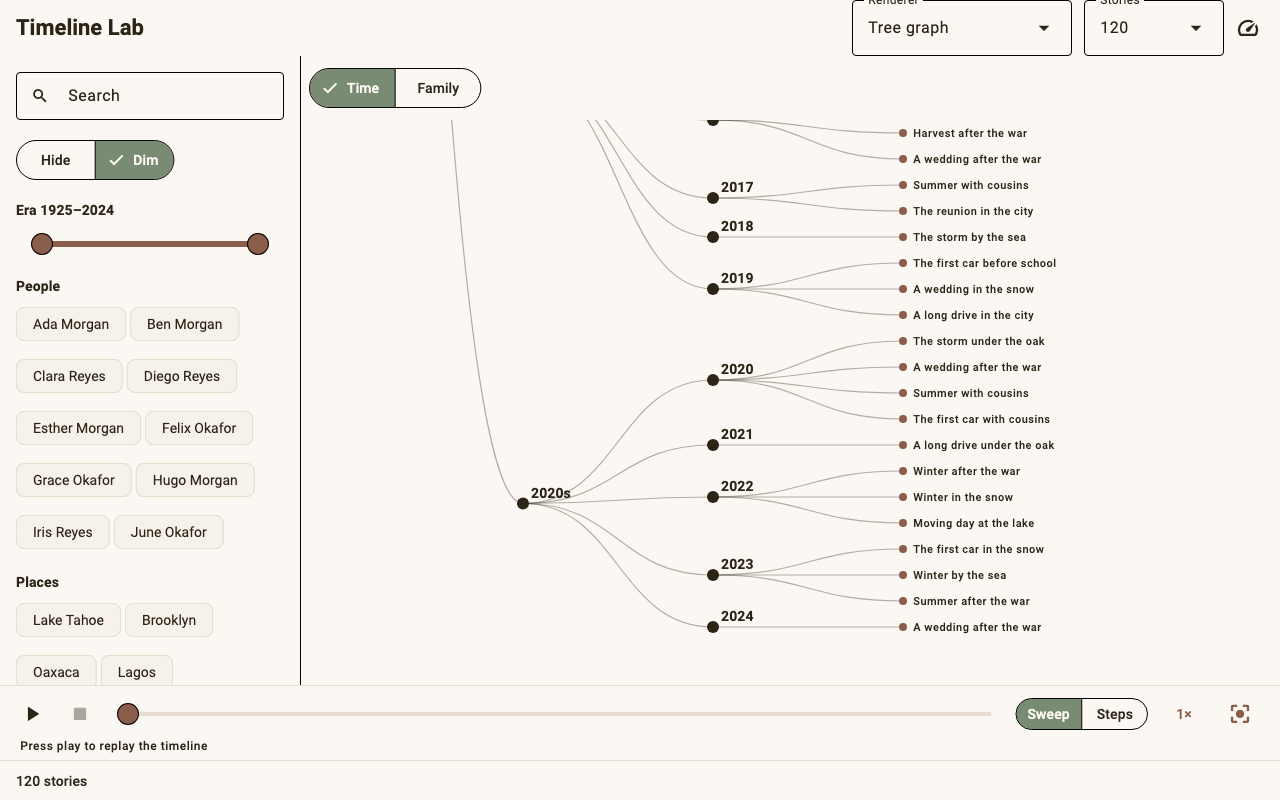 Timeline Lab
Renderer
Tree graph
Stories
120
Search
Hide
Dim
Era 1925–2024
People
Ada Morgan
Ben Morgan
Clara Reyes
Diego Reyes
Esther Morgan
Felix Okafor
Grace Okafor
Hugo Morgan
Iris Reyes
June Okafor
Places
Lake Tahoe
Brooklyn
Oaxaca
Lagos
Time
Family
Harvest after the war
A wedding after the war
2017
Summer with cousins
The reunion in the city
2018
The storm by the sea
2019
The first car before school
A wedding in the snow
A long drive in the city
2020s
2020
The storm under the oak
A wedding after the war
Summer with cousins
The first car with cousins
2021
A long drive under the oak
2022
Winter after the war
Winter in the snow
Moving day at the lake
2023
The first car in the snow
Winter by the sea
Summer after the war
2024
A wedding after the war
Sweep
Steps
1×
Press play to replay the timeline
120 stories